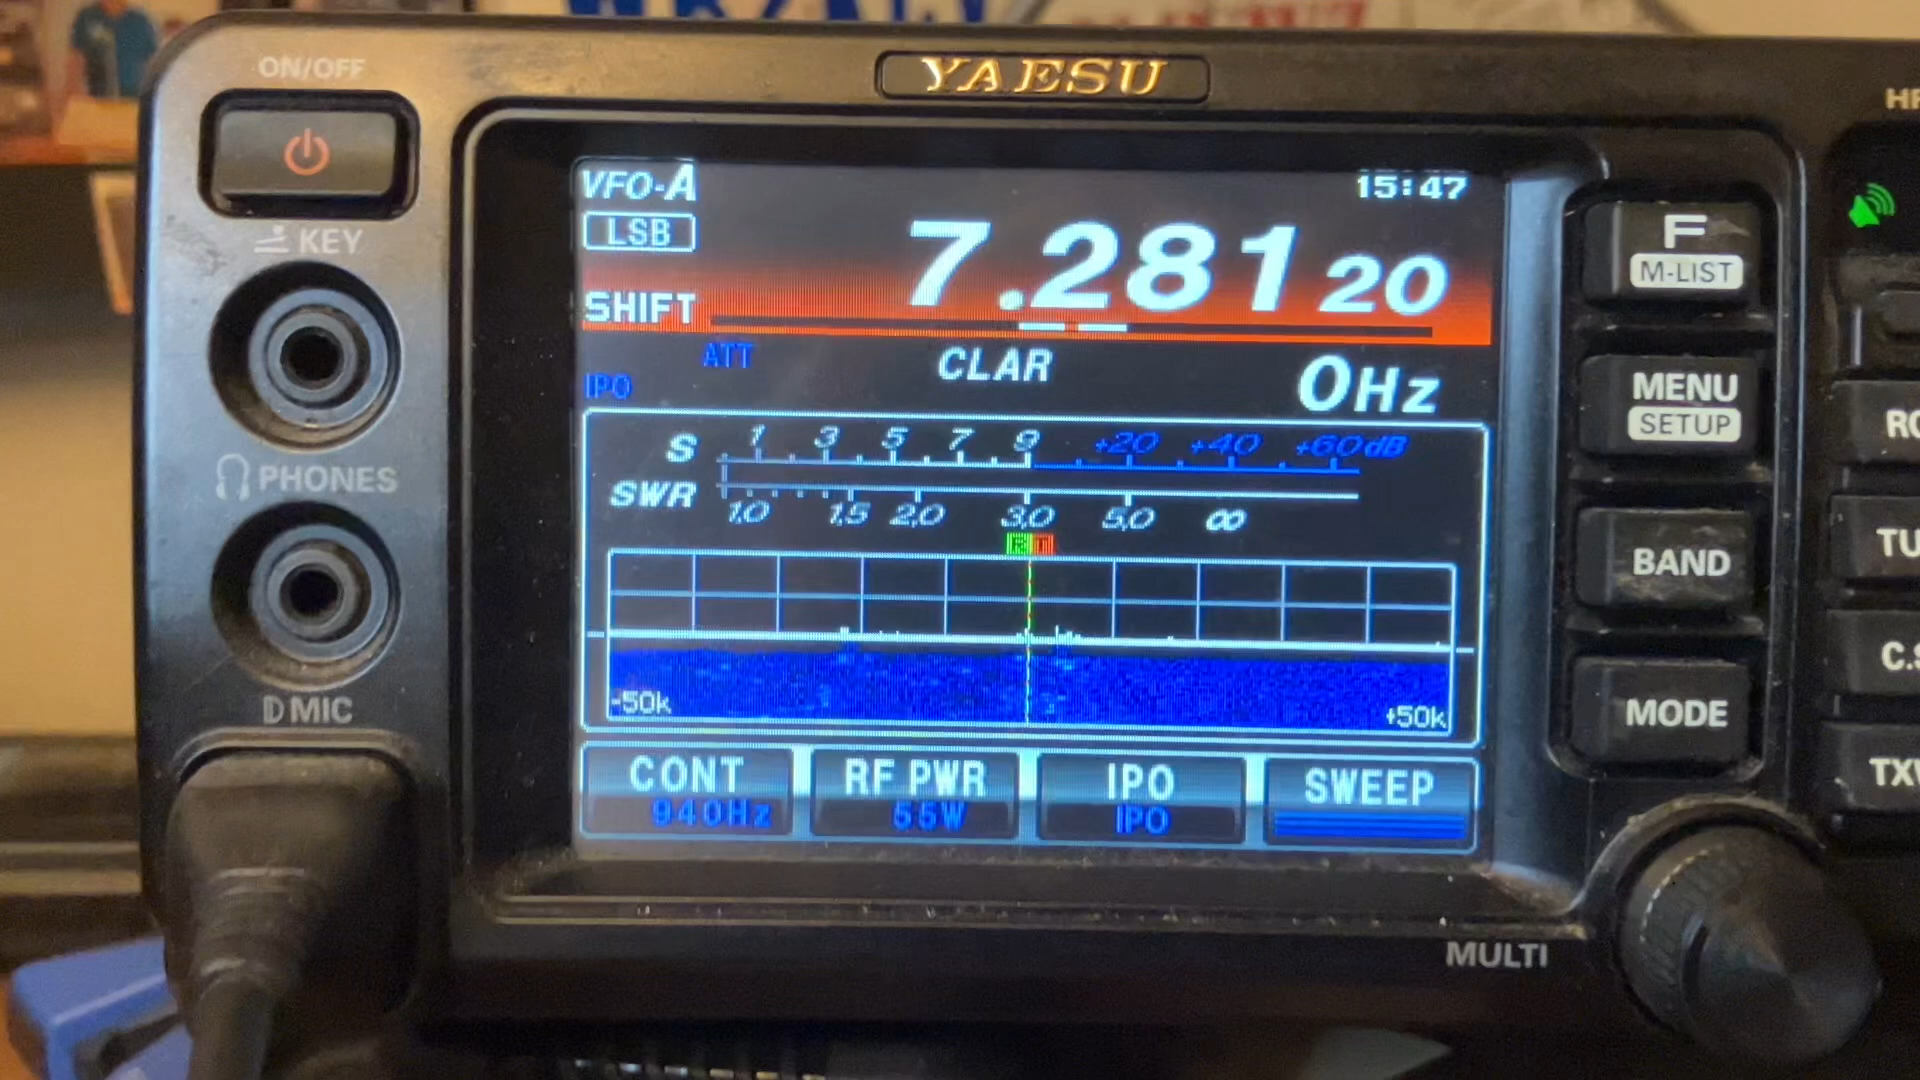 YAESU
ON/OFF
KEY
PHONES
MIC
VFO-A
15:47
LSB
7.281 20
SHIFT
ATT
CLAR
0Hz
IPO
S 1 3 5 7 9 +20 +40 +60dB
SWR
1.0 1.5 2.0 3.0 5.0 ∞
R T
-50k
+50k
CONT
940Hz
RF PWR
55W
IPO
IPO
SWEEP
F
M-LIST
MENU
SETUP
BAND
MODE
MULTI
HF
TU
C.S